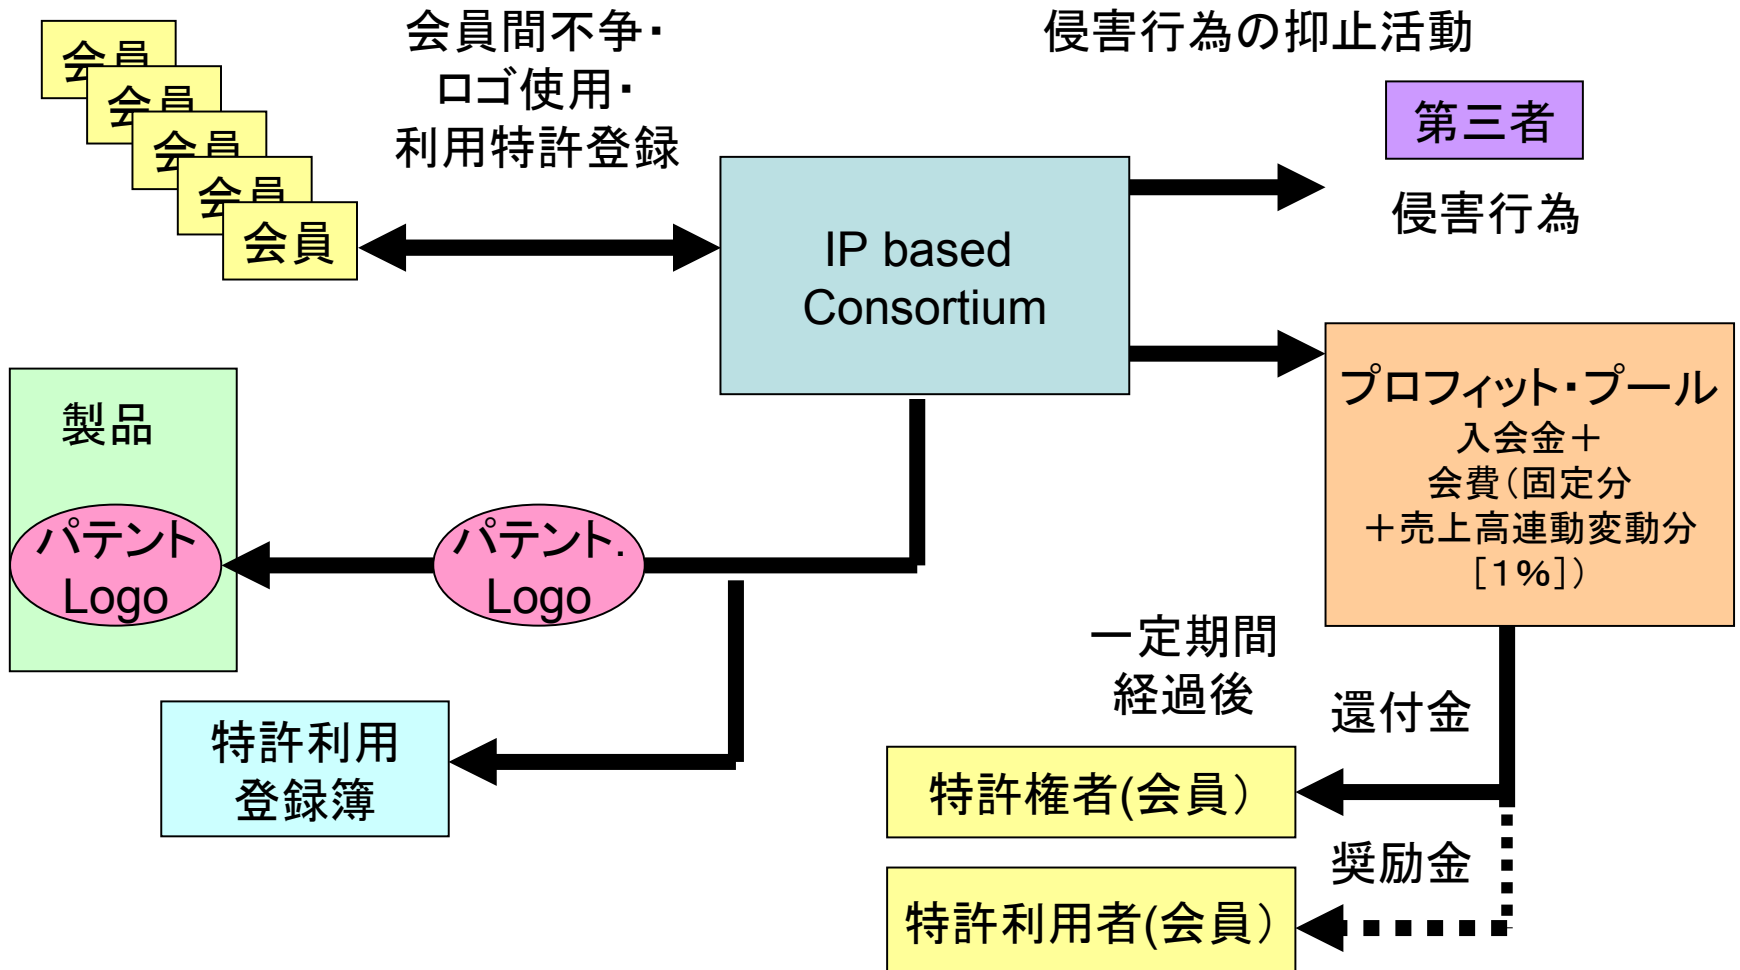 会員
会員
会員
会員
会員
会員間不争・
ロゴ使用・
利用特許登録
侵害行為の抑止活動
第三者
侵害行為
IP based
Consortium
プロフィット・プール
入会金＋
会費（固定分
＋売上高連動変動分
［１％］）
製品
パテント
Logo
パテント.
Logo
特許利用
登録簿
一定期間
経過後
還付金
特許権者(会員）
奨励金
特許利用者(会員）